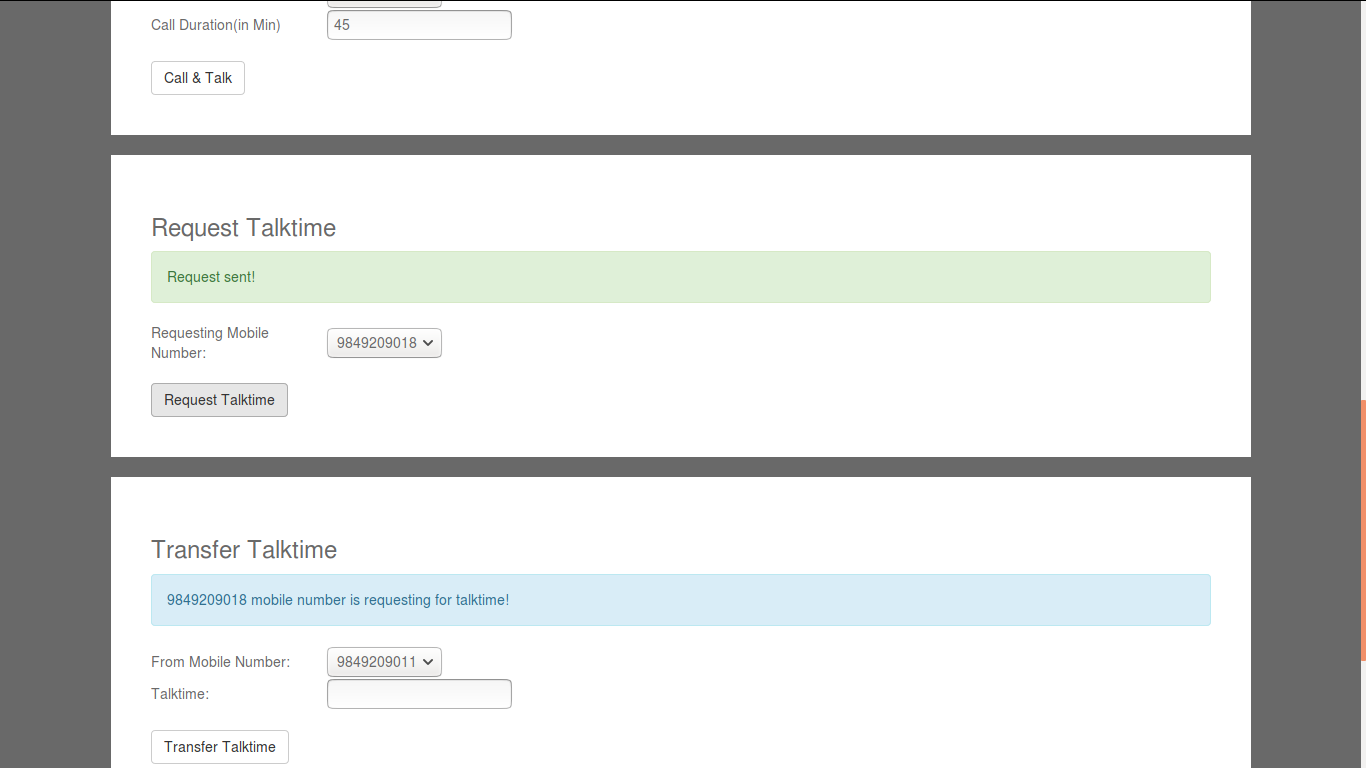 Call Duration(in Min) 45
Call & Talk
Request Talktime
Request sent!
Requesting Mobile
Number:
9849209018
Request Talktime
Transfer Talktime
9849209018 mobile number is requesting for talktime!
From Mobile Number: 9849209011
Talktime:
Transfer Talktime